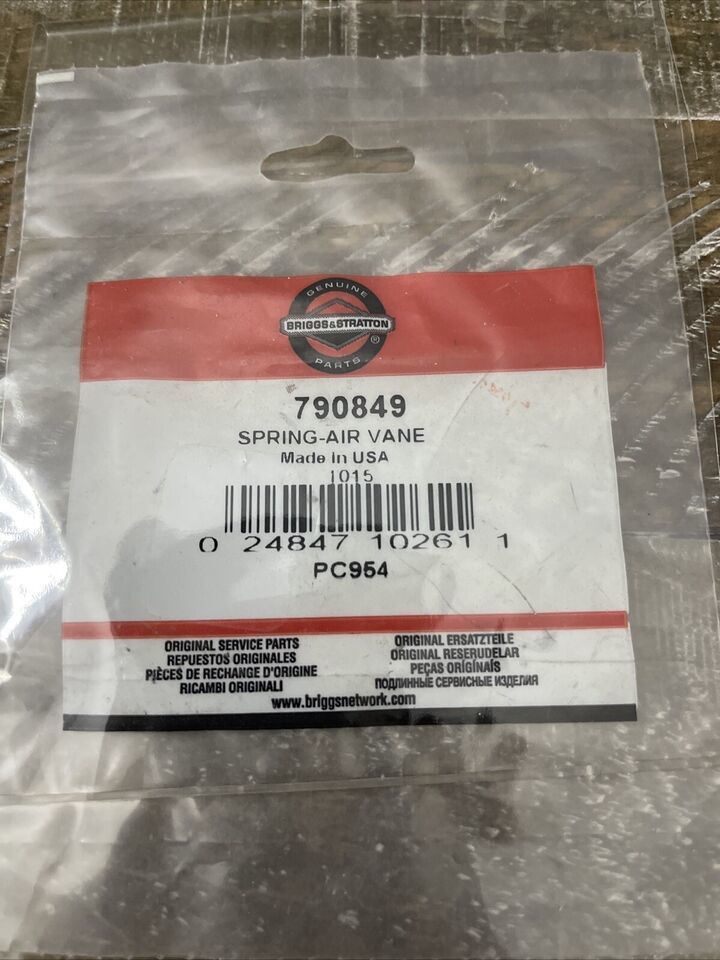 GENUINE
BRIGGS&STRATTON
®
PARTS
790849
SPRING-AIR VANE
Made in USA
1015
0 24847 10261 1
PC954
ORIGINAL SERVICE PARTS
REPUESTOS ORIGINALES
PIÈCES DE RECHANGE D'ORIGINE
RICAMBI ORIGINALI
ORIGINAL ERSATZTEILE
ORIGINAL RESERUDELAR
PEÇAS ORIGINAIS
ПОДЛИННЫЕ СЕРВИСНЫЕ ИЗДЕЛИЯ
www.briggsnetwork.com